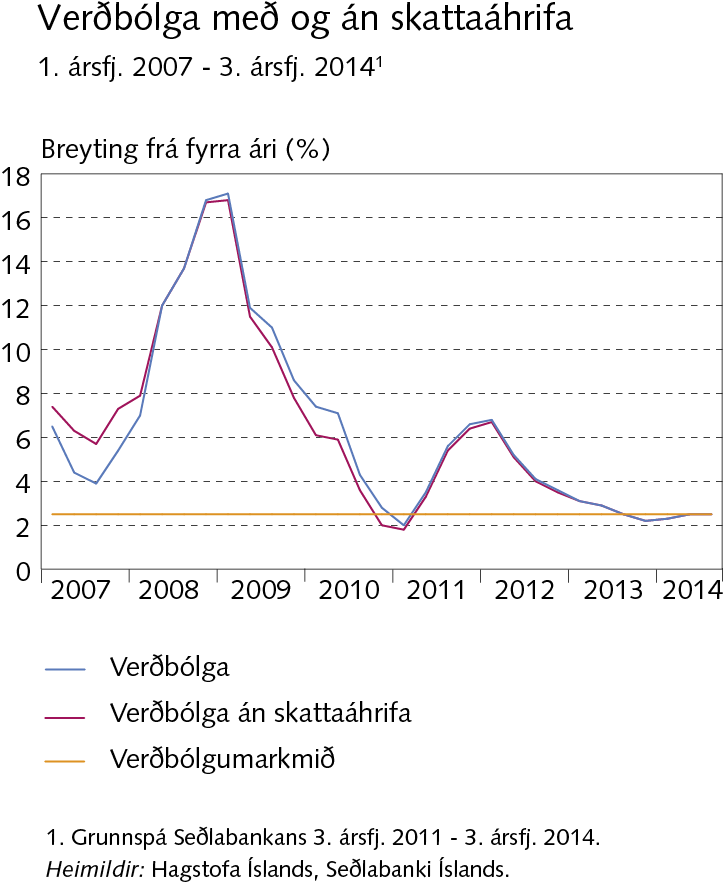 Verðbólga með og án skattaáhrifa
1. ársfj. 2007 - 3. ársfj. 2014¹
Breyting frá fyrra ári (%)
18
16
14
12
10
8
6
4
2
0
2007 2008 2009 2010 2011 2012 2013 2014
Verðbólga
Verðbólga án skattaáhrifa
Verðbólgumarkmið
1. Grunnspá Seðlabankans 3. ársfj. 2011 - 3. ársfj. 2014.
Heimildir: Hagstofa Íslands, Seðlabanki Íslands.